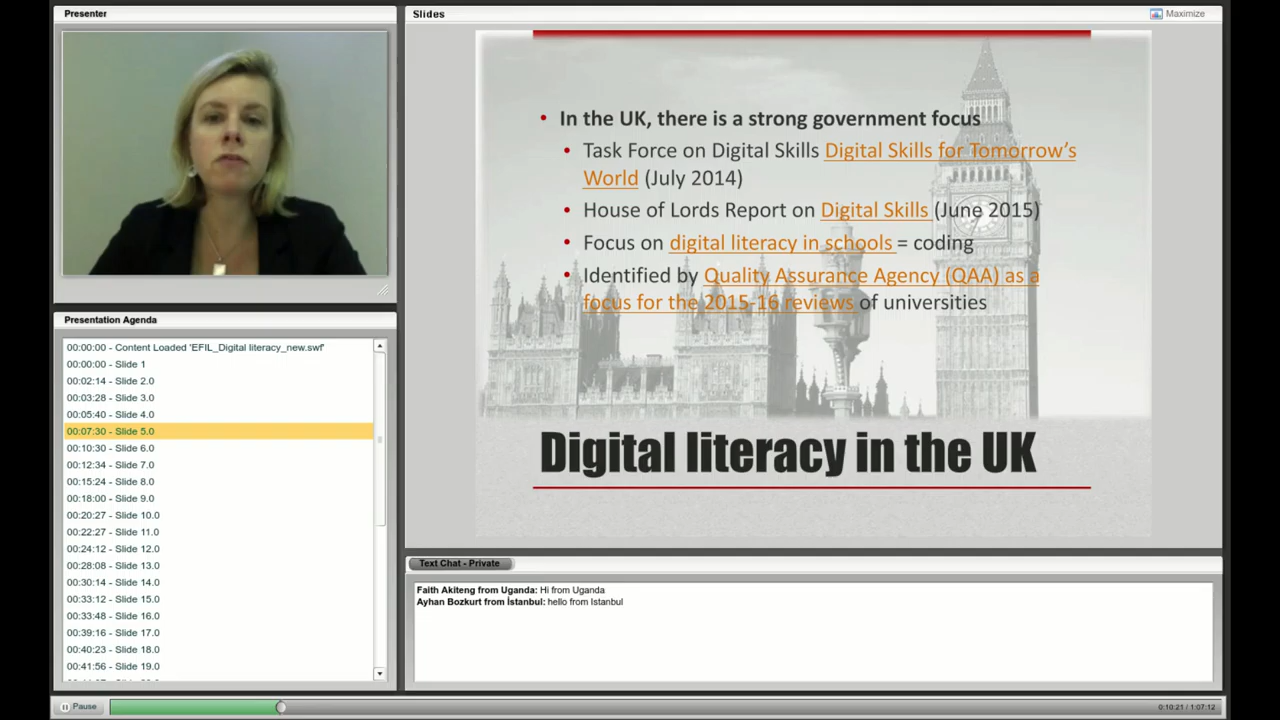 Presenter
Slides
Maximize
• In the UK, there is a strong government focus
• Task Force on Digital Skills Digital Skills for Tomorrow's
World (July 2014)
• House of Lords Report on Digital Skills (June 2015)
• Focus on digital literacy in schools = coding
• Identified by Quality Assurance Agency (QAA) as a
focus for the 2015-16 reviews of universities
Digital literacy in the UK
Presentation Agenda
00:00:00 - Content Loaded 'EFIL_Digital literacy_new.swf'
00:00:00 - Slide 1
00:02:14 - Slide 2.0
00:03:28 - Slide 3.0
00:05:40 - Slide 4.0
00:07:30 - Slide 5.0
00:10:30 - Slide 6.0
00:12:34 - Slide 7.0
00:15:24 - Slide 8.0
00:18:00 - Slide 9.0
00:20:27 - Slide 10.0
00:22:27 - Slide 11.0
00:24:12 - Slide 12.0
00:28:08 - Slide 13.0
00:30:14 - Slide 14.0
00:33:12 - Slide 15.0
00:33:48 - Slide 16.0
00:39:16 - Slide 17.0
00:40:23 - Slide 18.0
00:41:56 - Slide 19.0
Text Chat - Private
Faith Akiteng from Uganda: Hi from Uganda
Ayhan Bozkurt from İstanbul: hello from Istanbul
Pause
0:10:21 / 1:07:12